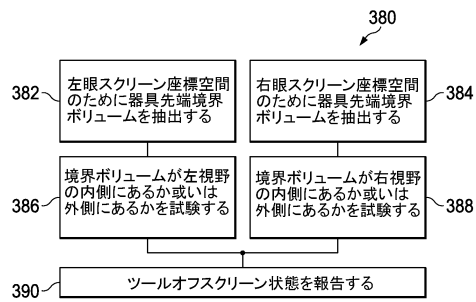 380
382
左眼スクリーン座標空間
のために器具先端境界
ボリュームを抽出する
右眼スクリーン座標空間
のために器具先端境界
ボリュームを抽出する
384
386
境界ボリュームが左視野
の内側にあるか或いは
外側にあるかを試験する
境界ボリュームが右視野
の内側にあるか或いは
外側にあるかを試験する
388
390
ツールオフスクリーン状態を報告する